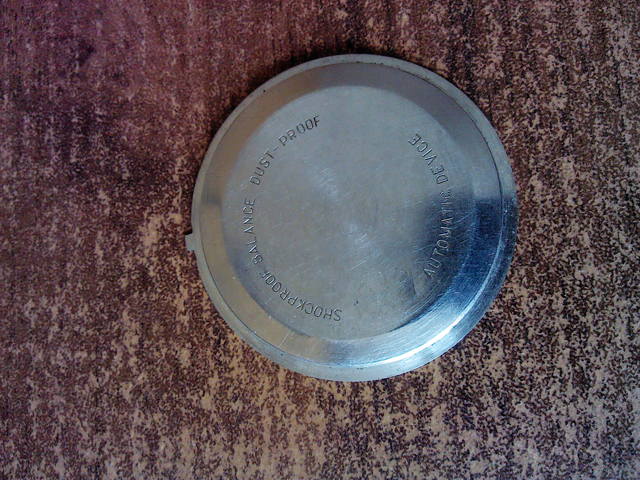 SHOCKPROOF BALANCE DUST-PROOF
AUTOMATIC DEVICE